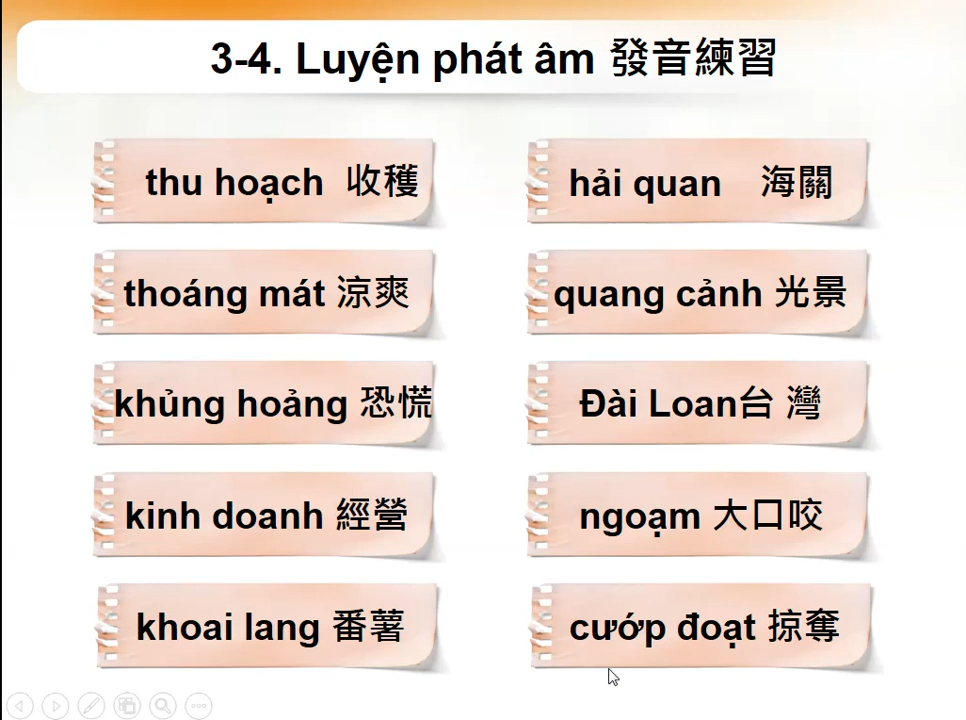 3-4. Luyện phát âm 發音練習
thu hoạch 收穫
hải quan 海關
thoáng mát 涼爽
quang cảnh 光景
khủng hoảng 恐慌
Đài Loan台 灣
kinh doanh 經營
ngoạm 大口咬
khoai lang 番薯
cướp đoạt 掠奪